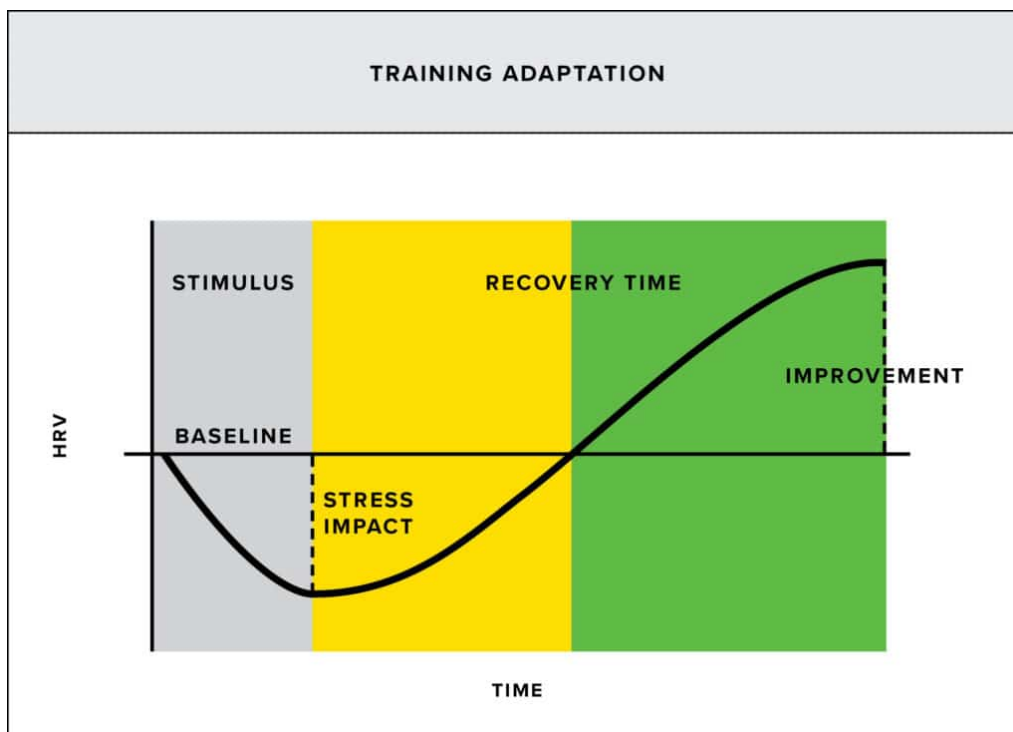 TRAINING ADAPTATION
STIMULUS
RECOVERY TIME
IMPROVEMENT
HRV
BASELINE
STRESS
IMPACT
TIME